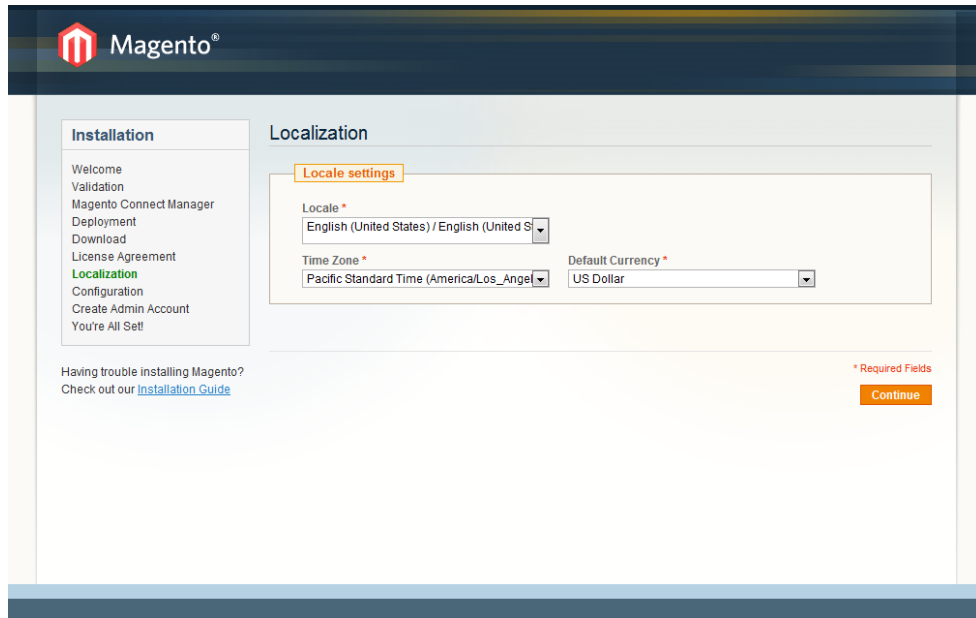 Magento®
Installation
Welcome
Validation
Magento Connect Manager
Deployment
Download
License Agreement
Localization
Configuration
Create Admin Account
You're All Set!
Having trouble installing Magento?
Check out our Installation Guide
Localization
Locale settings
Locale *
English (United States) / English (United S
Time Zone * Default Currency *
Pacific Standard Time (America/Los_Angel US Dollar
* Required Fields
Continue